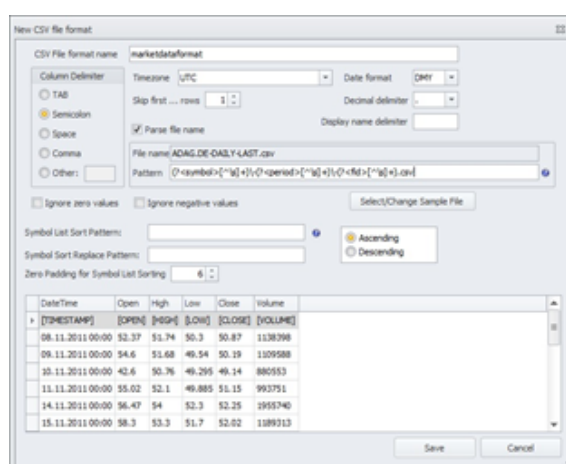 New CSV file format
CSV File format name marketdataformat
Column Delimiter Timezone UTC Date format DMY
TAB Skip first ... rows 1 Decimal delimiter .
Semicolon Display name delimiter
Space Parse file name
Comma File name ADAG.DE-DAILY-LAST.csv
Other: Pattern
Ignore zero values Ignore negative values Select/Change Sample File
Symbol List Sort Pattern: Ascending
Symbol Sort Replace Pattern: Descending
Zero Padding for Symbol List Sorting 6
DateTime Open High Low Close Volume
[TIMESTAMP] [OPEN] [HIGH] [LOW] [CLOSE] [VOLUME]
08.11.2011 00:00 52.37 51.74 50.3 50.87 1138398
09.11.2011 00:00 54.6 51.68 49.54 50.19 1109588
10.11.2011 00:00 42.6 50.76 49.295 49.14 880553
11.11.2011 00:00 55.02 52.1 49.885 51.15 993751
14.11.2011 00:00 56.47 54 52.3 52.25 1955740
15.11.2011 00:00 58.3 53.3 51.7 52.02 1189313
Save Cancel